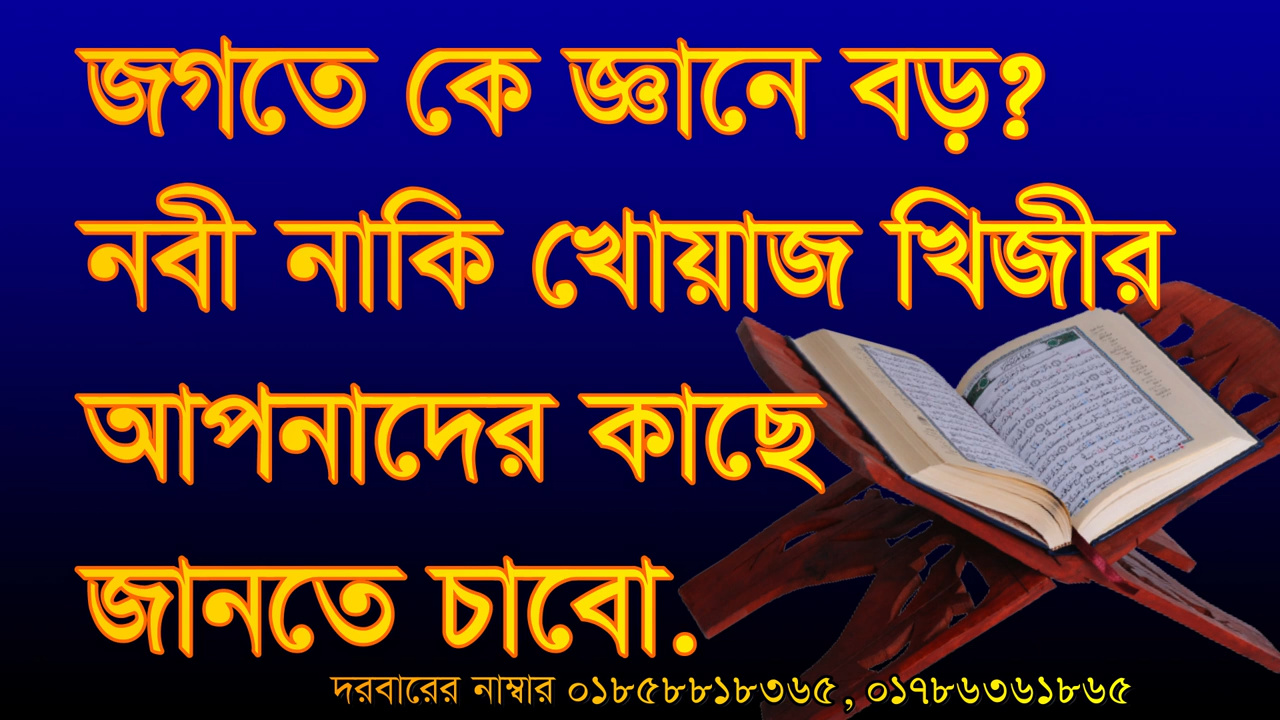 জগতে কে জ্ঞানে বড়?
নবী নাকি খোয়াজ খিজীর
আপনাদের কাছে
জানতে চাবো.
দরবারের নাম্বার ০১৮৫৮৮১৮৩৬৫, ০১৭৮৬৩৬১৮৬৫